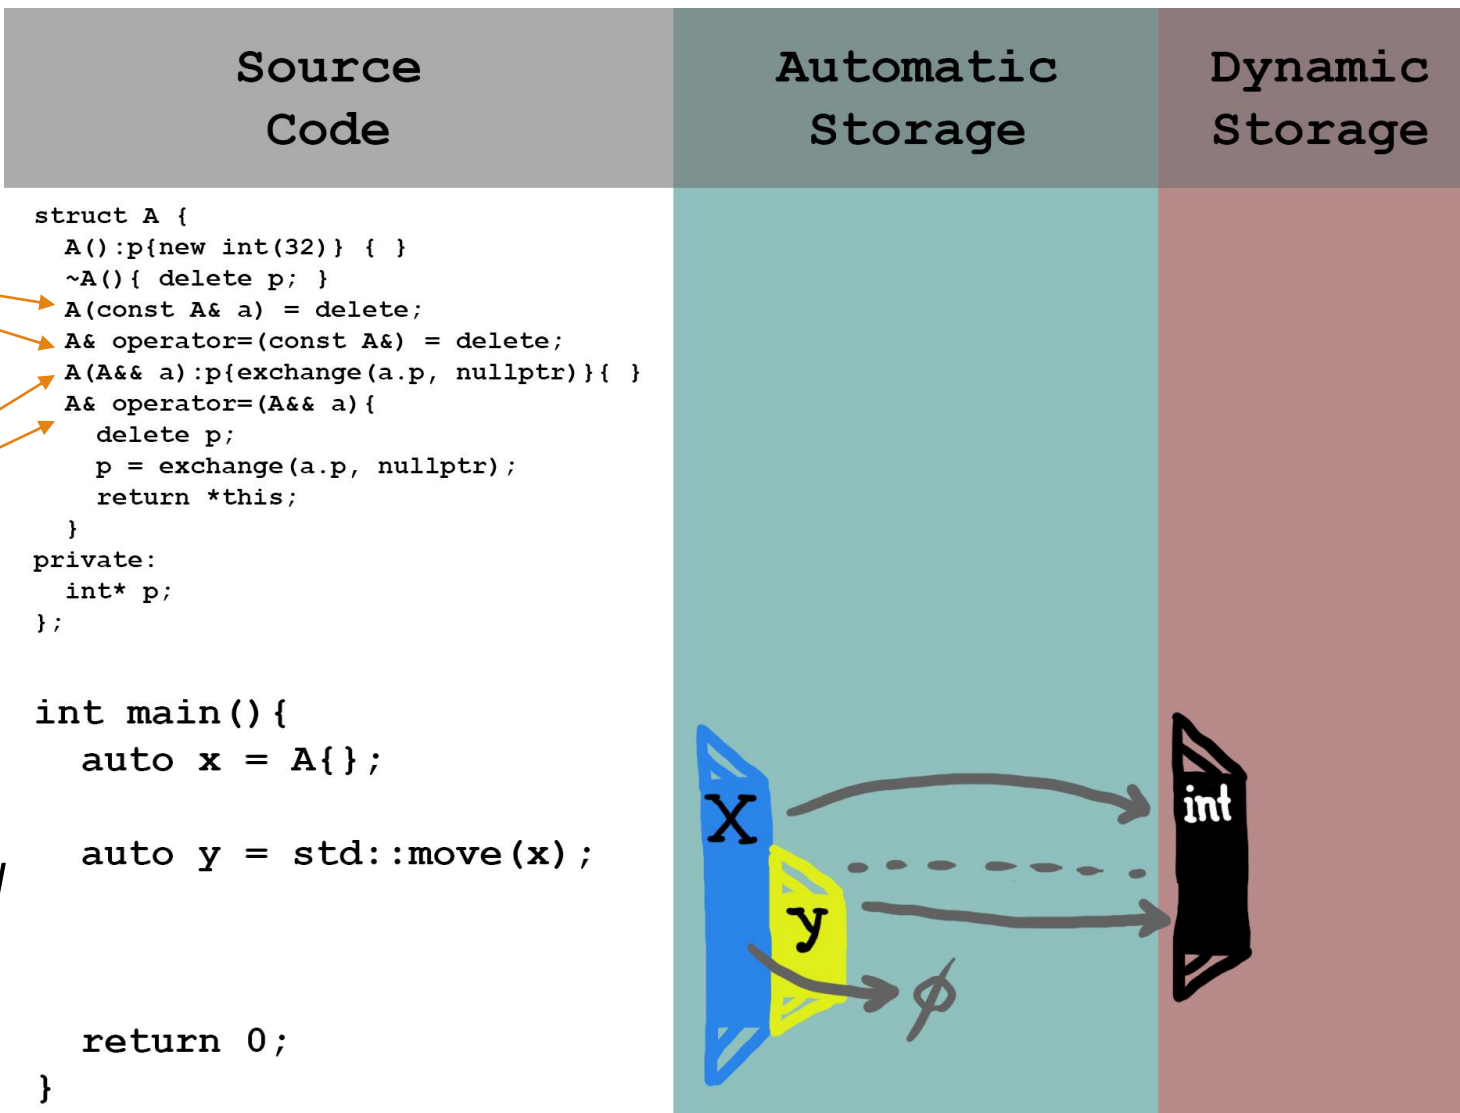 Source
Code
Automatic
Storage
Dynamic
Storage
struct A {
  A():p{new int(32)} { }
  ~A(){ delete p; }
  A(const A& a) = delete;
  A& operator=(const A&) = delete;
  A(A&& a):p{exchange(a.p, nullptr)}{ }
  A& operator=(A&& a){
    delete p;
    p = exchange(a.p, nullptr);
    return *this;
  }
private:
  int* p;
};
int main(){
  auto x = A{};
  auto y = std::move(x);
  return 0;
}
X
int
y
ϕ